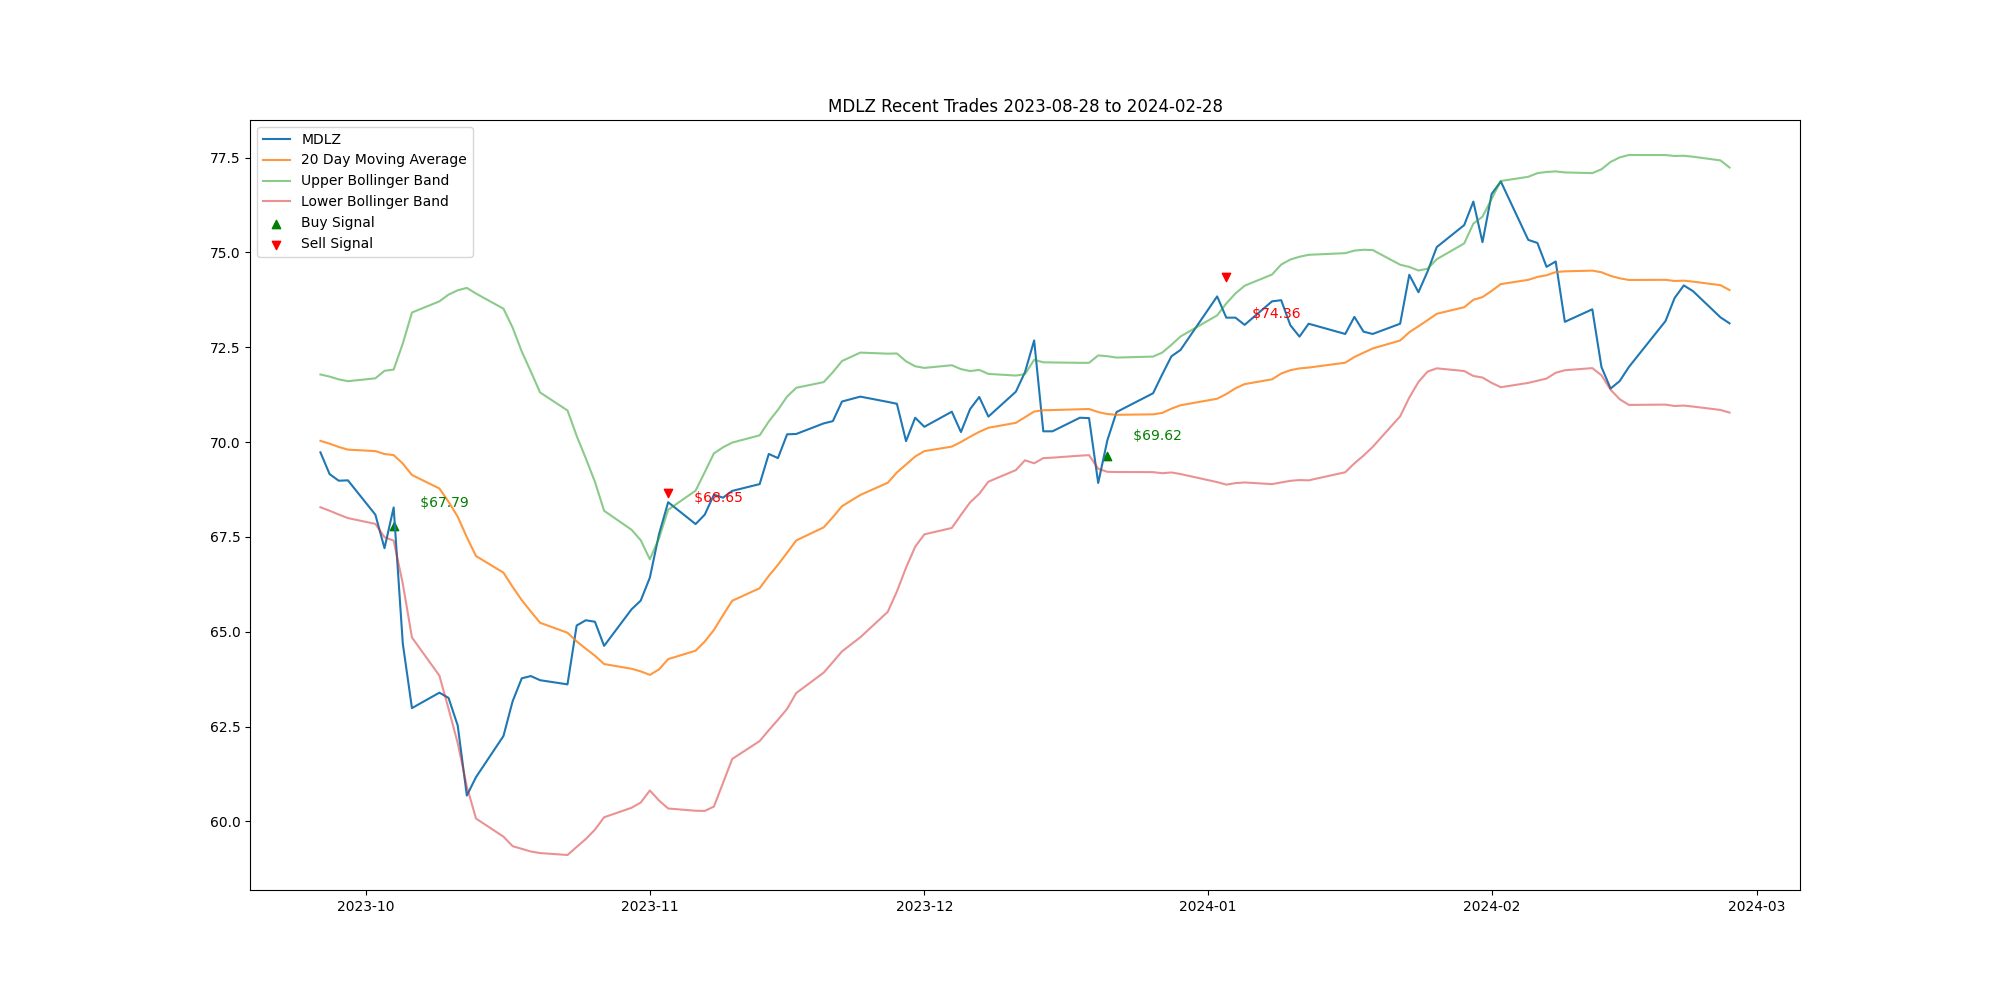 MDLZ Recent Trades 2023-08-28 to 2024-02-28
MDLZ
20 Day Moving Average
Upper Bollinger Band
Lower Bollinger Band
Buy Signal
Sell Signal
77.5
75.0
72.5
70.0
67.5
65.0
62.5
60.0
$67.79
$68.65
$69.62
$74.36
2023-10
2023-11
2023-12
2024-01
2024-02
2024-03